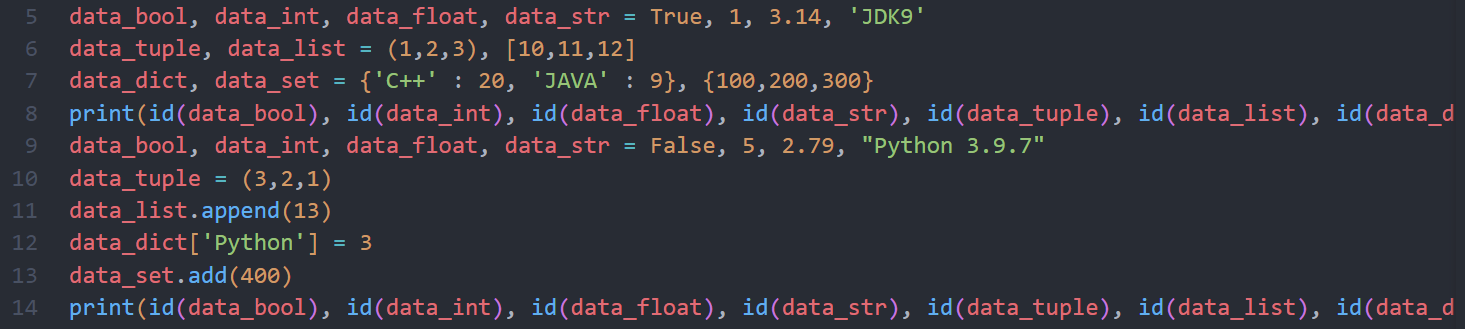 5 data_bool, data_int, data_float, data_str = True, 1, 3.14, 'JDK9'
6 data_tuple, data_list = (1,2,3), [10,11,12]
7 data_dict, data_set = {'C++' : 20, 'JAVA' : 9}, {100,200,300}
8 print(id(data_bool), id(data_int), id(data_float), id(data_str), id(data_tuple), id(data_list), id(data_d
9 data_bool, data_int, data_float, data_str = False, 5, 2.79, "Python 3.9.7"
10 data_tuple = (3,2,1)
11 data_list.append(13)
12 data_dict['Python'] = 3
13 data_set.add(400)
14 print(id(data_bool), id(data_int), id(data_float), id(data_str), id(data_tuple), id(data_list), id(data_d